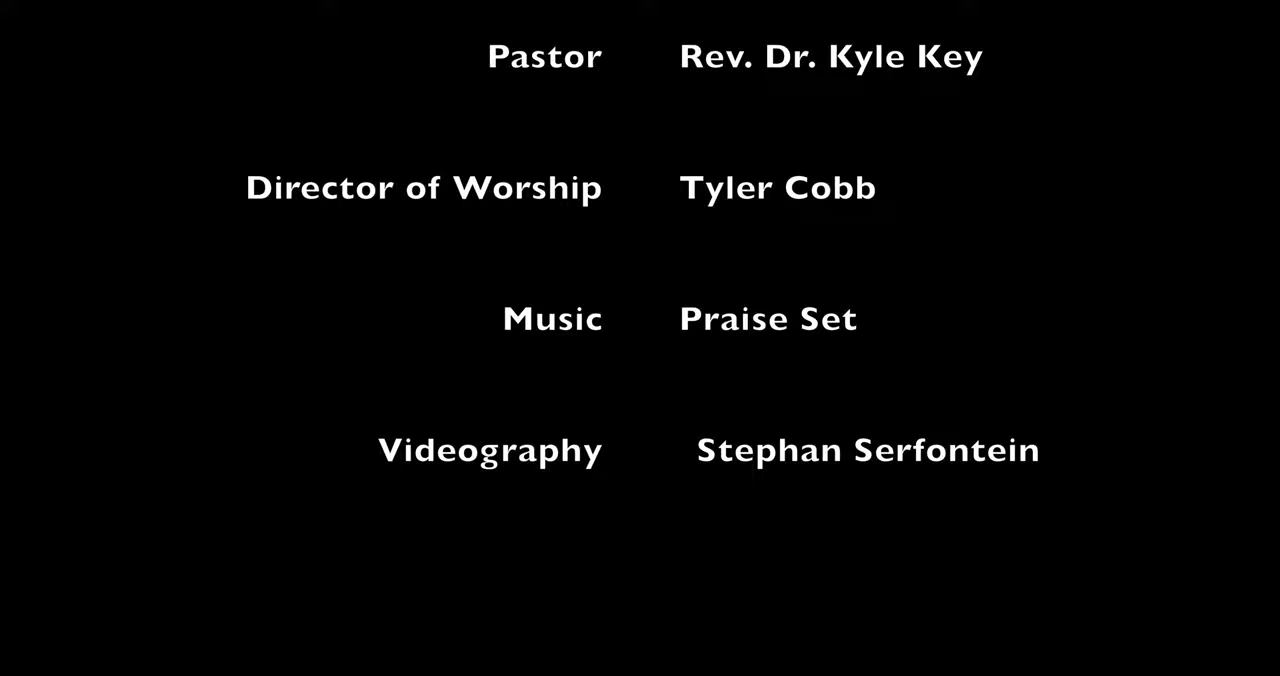 Pastor Rev. Dr. Kyle Key
Director of Worship Tyler Cobb
Music Praise Set
Videography Stephan Serfontein